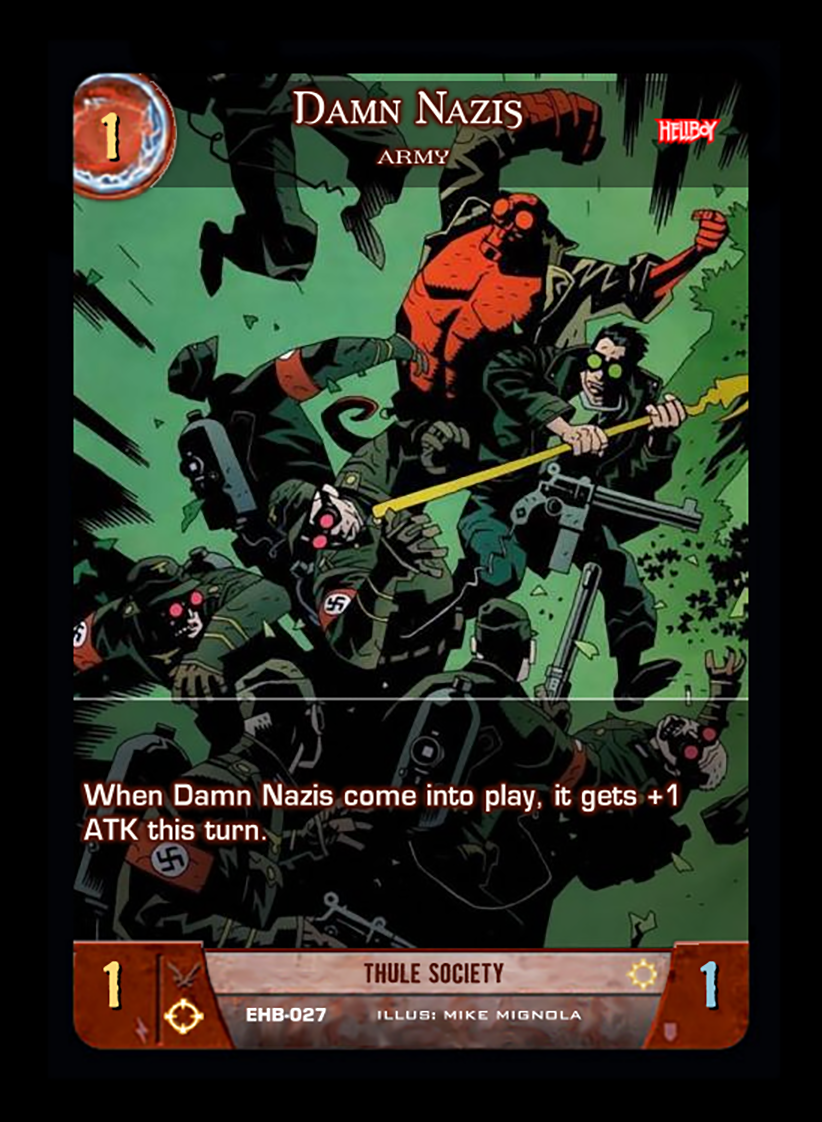 1
DAMN NAZIS
ARMY
HELLBOY
When Damn Nazis come into play, it gets +1
ATK this turn.
1
THULE SOCIETY
1
EHB-027
ILLUS: MIKE MIGNOLA